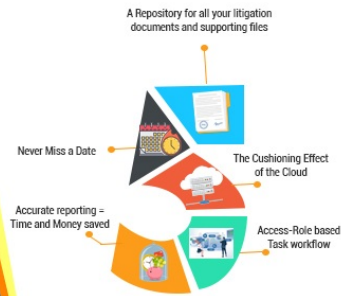 A Repository for all your litigation
documents and supporting files
Never Miss a Date
The Cushioning Effect
of the Cloud
Accurate reporting =
Time and Money saved
Access-Role based
Task workflow